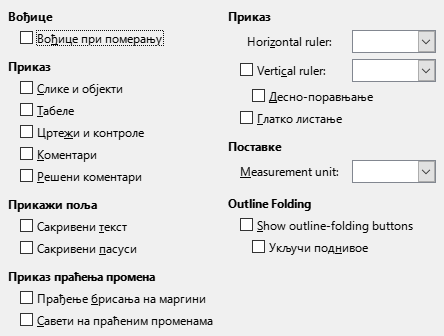 Вођице
Вођице при померању
Приказ
Слике и објекти
Табеле
Цртежи и контроле
Коментари
Решени коментари
Прикажи поља
Сакривени текст
Сакривени пасуси
Приказ праћења промена
Прађење брисања на маргини
Савети на праћеним променама
Приказ
Horizontal ruler:
Vertical ruler:
Десно-поравњање
Глатко листање
Поставке
Measurement unit:
Outline Folding
Show outline-folding buttons
Укључи поднивое